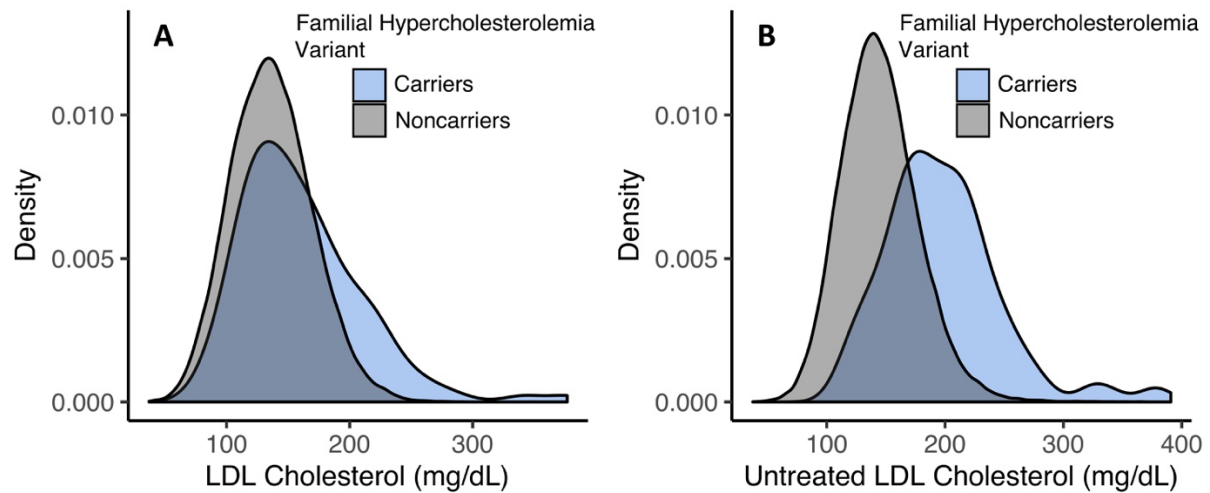 A
Familial Hypercholesterolemia
Variant
Carriers
Noncarriers
0.010
0.005
0.000
Density
100 200 300
LDL Cholesterol (mg/dL)
B
Familial Hypercholesterolemia
Variant
Carriers
Noncarriers
0.010
0.005
0.000
Density
100 200 300 400
Untreated LDL Cholesterol (mg/dL)